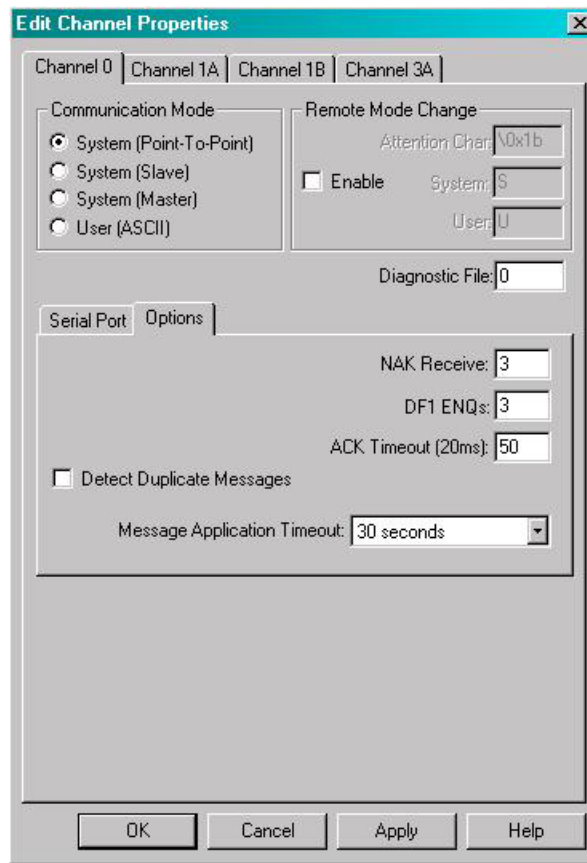 Edit Channel Properties
Channel 0 Channel 1A Channel 1B Channel 3A
Communication Mode
System (Point-To-Point)
System (Slave)
System (Master)
User (ASCII)
Remote Mode Change
Attention Char: \0x1b
Enable System: S
User: U
Diagnostic File: 0
Serial Port Options
NAK Receive: 3
DF1 ENQs: 3
ACK Timeout (20ms): 50
Detect Duplicate Messages
Message Application Timeout: 30 seconds
OK Cancel Apply Help